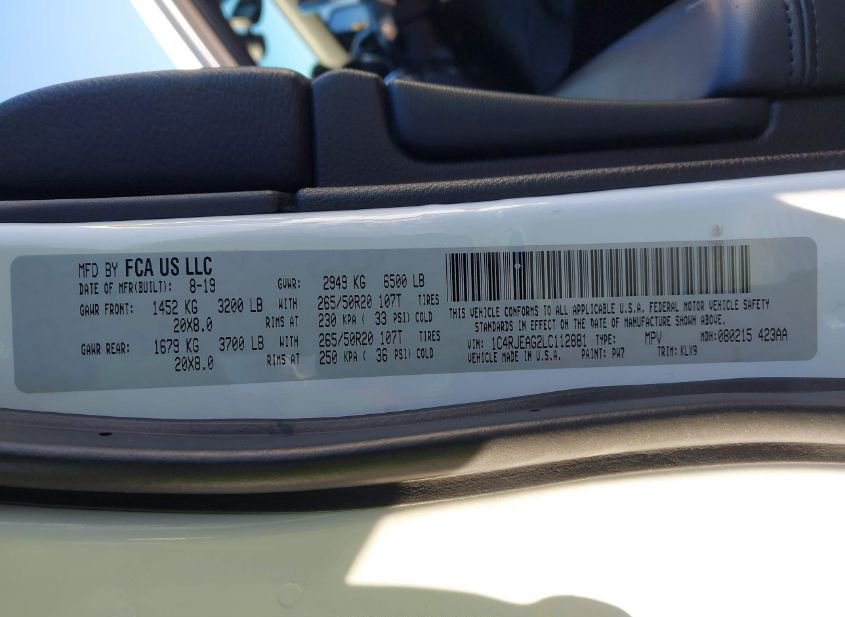 MFD BY FCA US LLC
DATE OF MFR(BUILT): 8-19 GVWR: 2949 KG 6500 LB
GAWR FRONT: 1452 KG 3200 LB WITH 265/50R20 107T TIRES
20X8.0 RIMS AT 230 KPA ( 33 PSI) COLD
GAWR REAR: 1679 KG 3700 LB WITH 265/50R20 107T TIRES
20X8.0 RIMS AT 250 KPA ( 36 PSI) COLD
THIS VEHICLE CONFORMS TO ALL APPLICABLE U.S.A. FEDERAL MOTOR VEHICLE SAFETY
STANDARDS IN EFFECT ON THE DATE OF MANUFACTURE SHOWN ABOVE.
VIN: 1C4RJEAG2LC112881 TYPE: MPV MDH: 080215 423AA
VEHICLE MADE IN U.S.A. PAINT: PW7 TRIM: KLX9